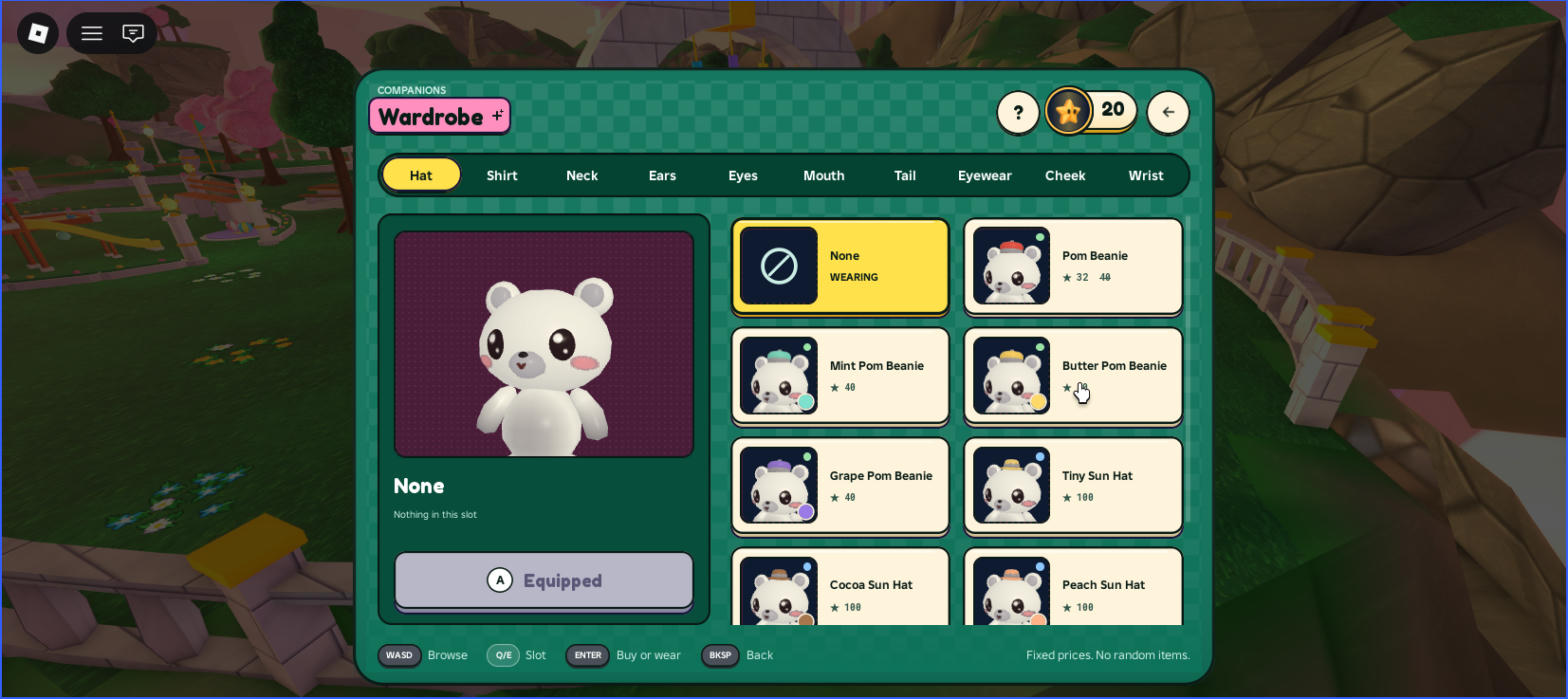 COMPANIONS
Wardrobe
?
20
Hat
Shirt
Neck
Ears
Eyes
Mouth
Tail
Eyewear
Cheek
Wrist
None
WEARING
Pom Beanie
★ 32 40
Mint Pom Beanie
★ 40
Butter Pom Beanie
★
Grape Pom Beanie
★ 40
Tiny Sun Hat
★ 100
Cocoa Sun Hat
★ 100
Peach Sun Hat
★ 100
None
Nothing in this slot
A Equipped
WASD Browse
Q/E Slot
ENTER Buy or wear
BKSP Back
Fixed prices. No random items.